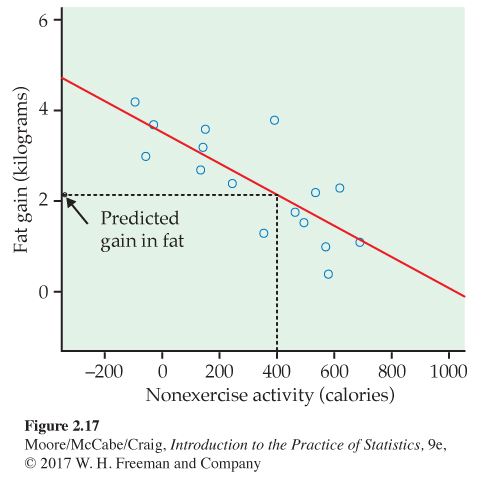 6
4
2
0
Fat gain (kilograms)
Predicted
gain in fat
−200 0 200 400 600 800 1000
Nonexercise activity (calories)
Figure 2.17
Moore/McCabe/Craig, Introduction to the Practice of Statistics, 9e,
© 2017 W. H. Freeman and Company